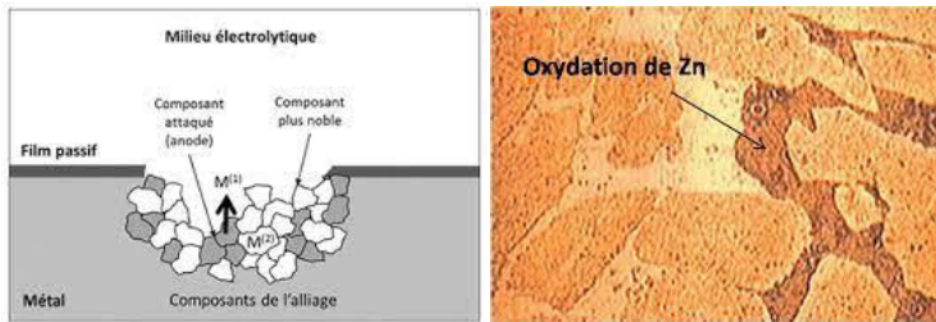 Milieu électrolytique
Composant
attaqué
(anode)
Composant
plus noble
Film passif
M(1)
M(2)
Métal
Composants de l'alliage
Oxydation de Zn